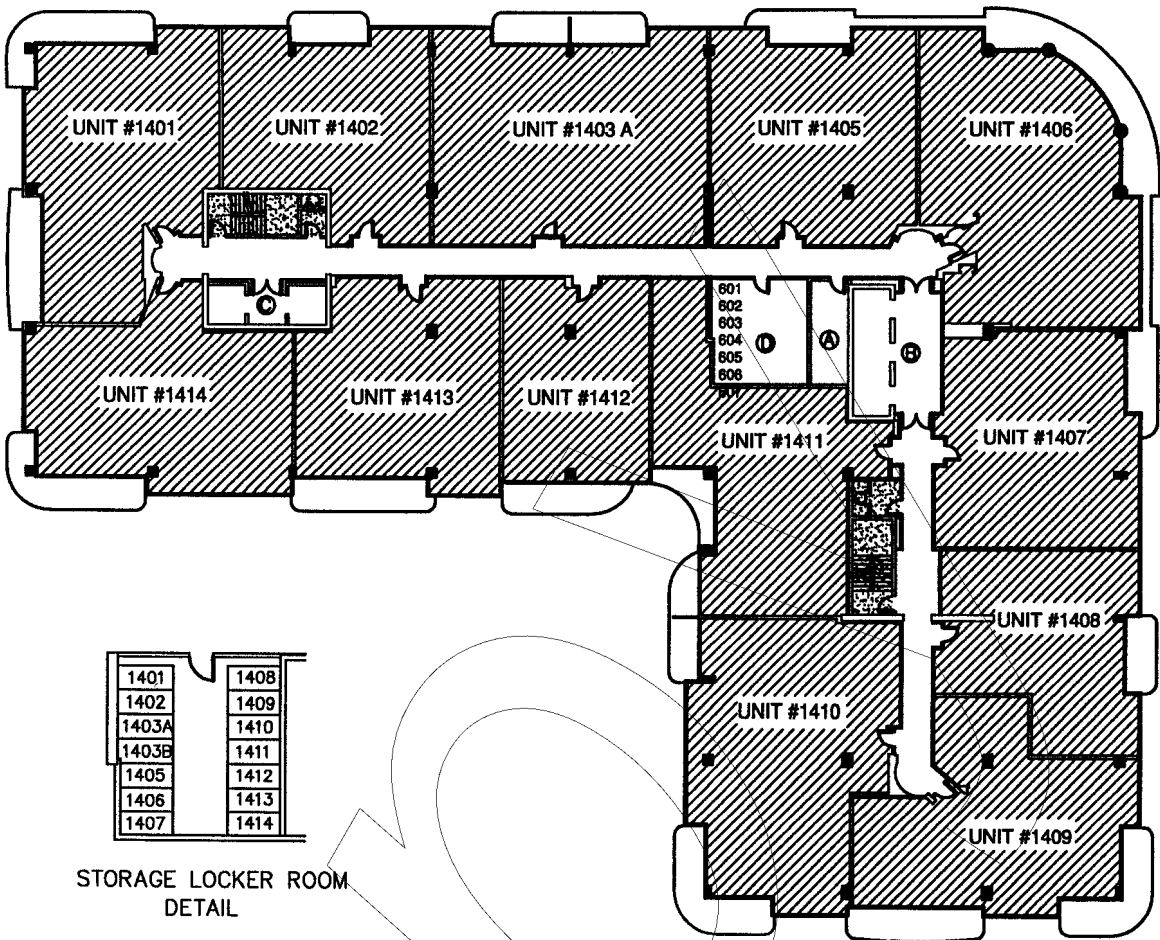 UNIT #1401
UNIT #1402
UNIT #1403 A
UNIT #1405
UNIT #1406
C
601
602
603
604
605
606
607
D
A
B
UNIT #1414
UNIT #1413
UNIT #1412
UNIT #1411
UNIT #1407
UNIT #1408
UNIT #1410
UNIT #1409
1401
1402
1403A
1403B
1405
1406
1407
1408
1409
1410
1411
1412
1413
1414
STORAGE LOCKER ROOM
DETAIL